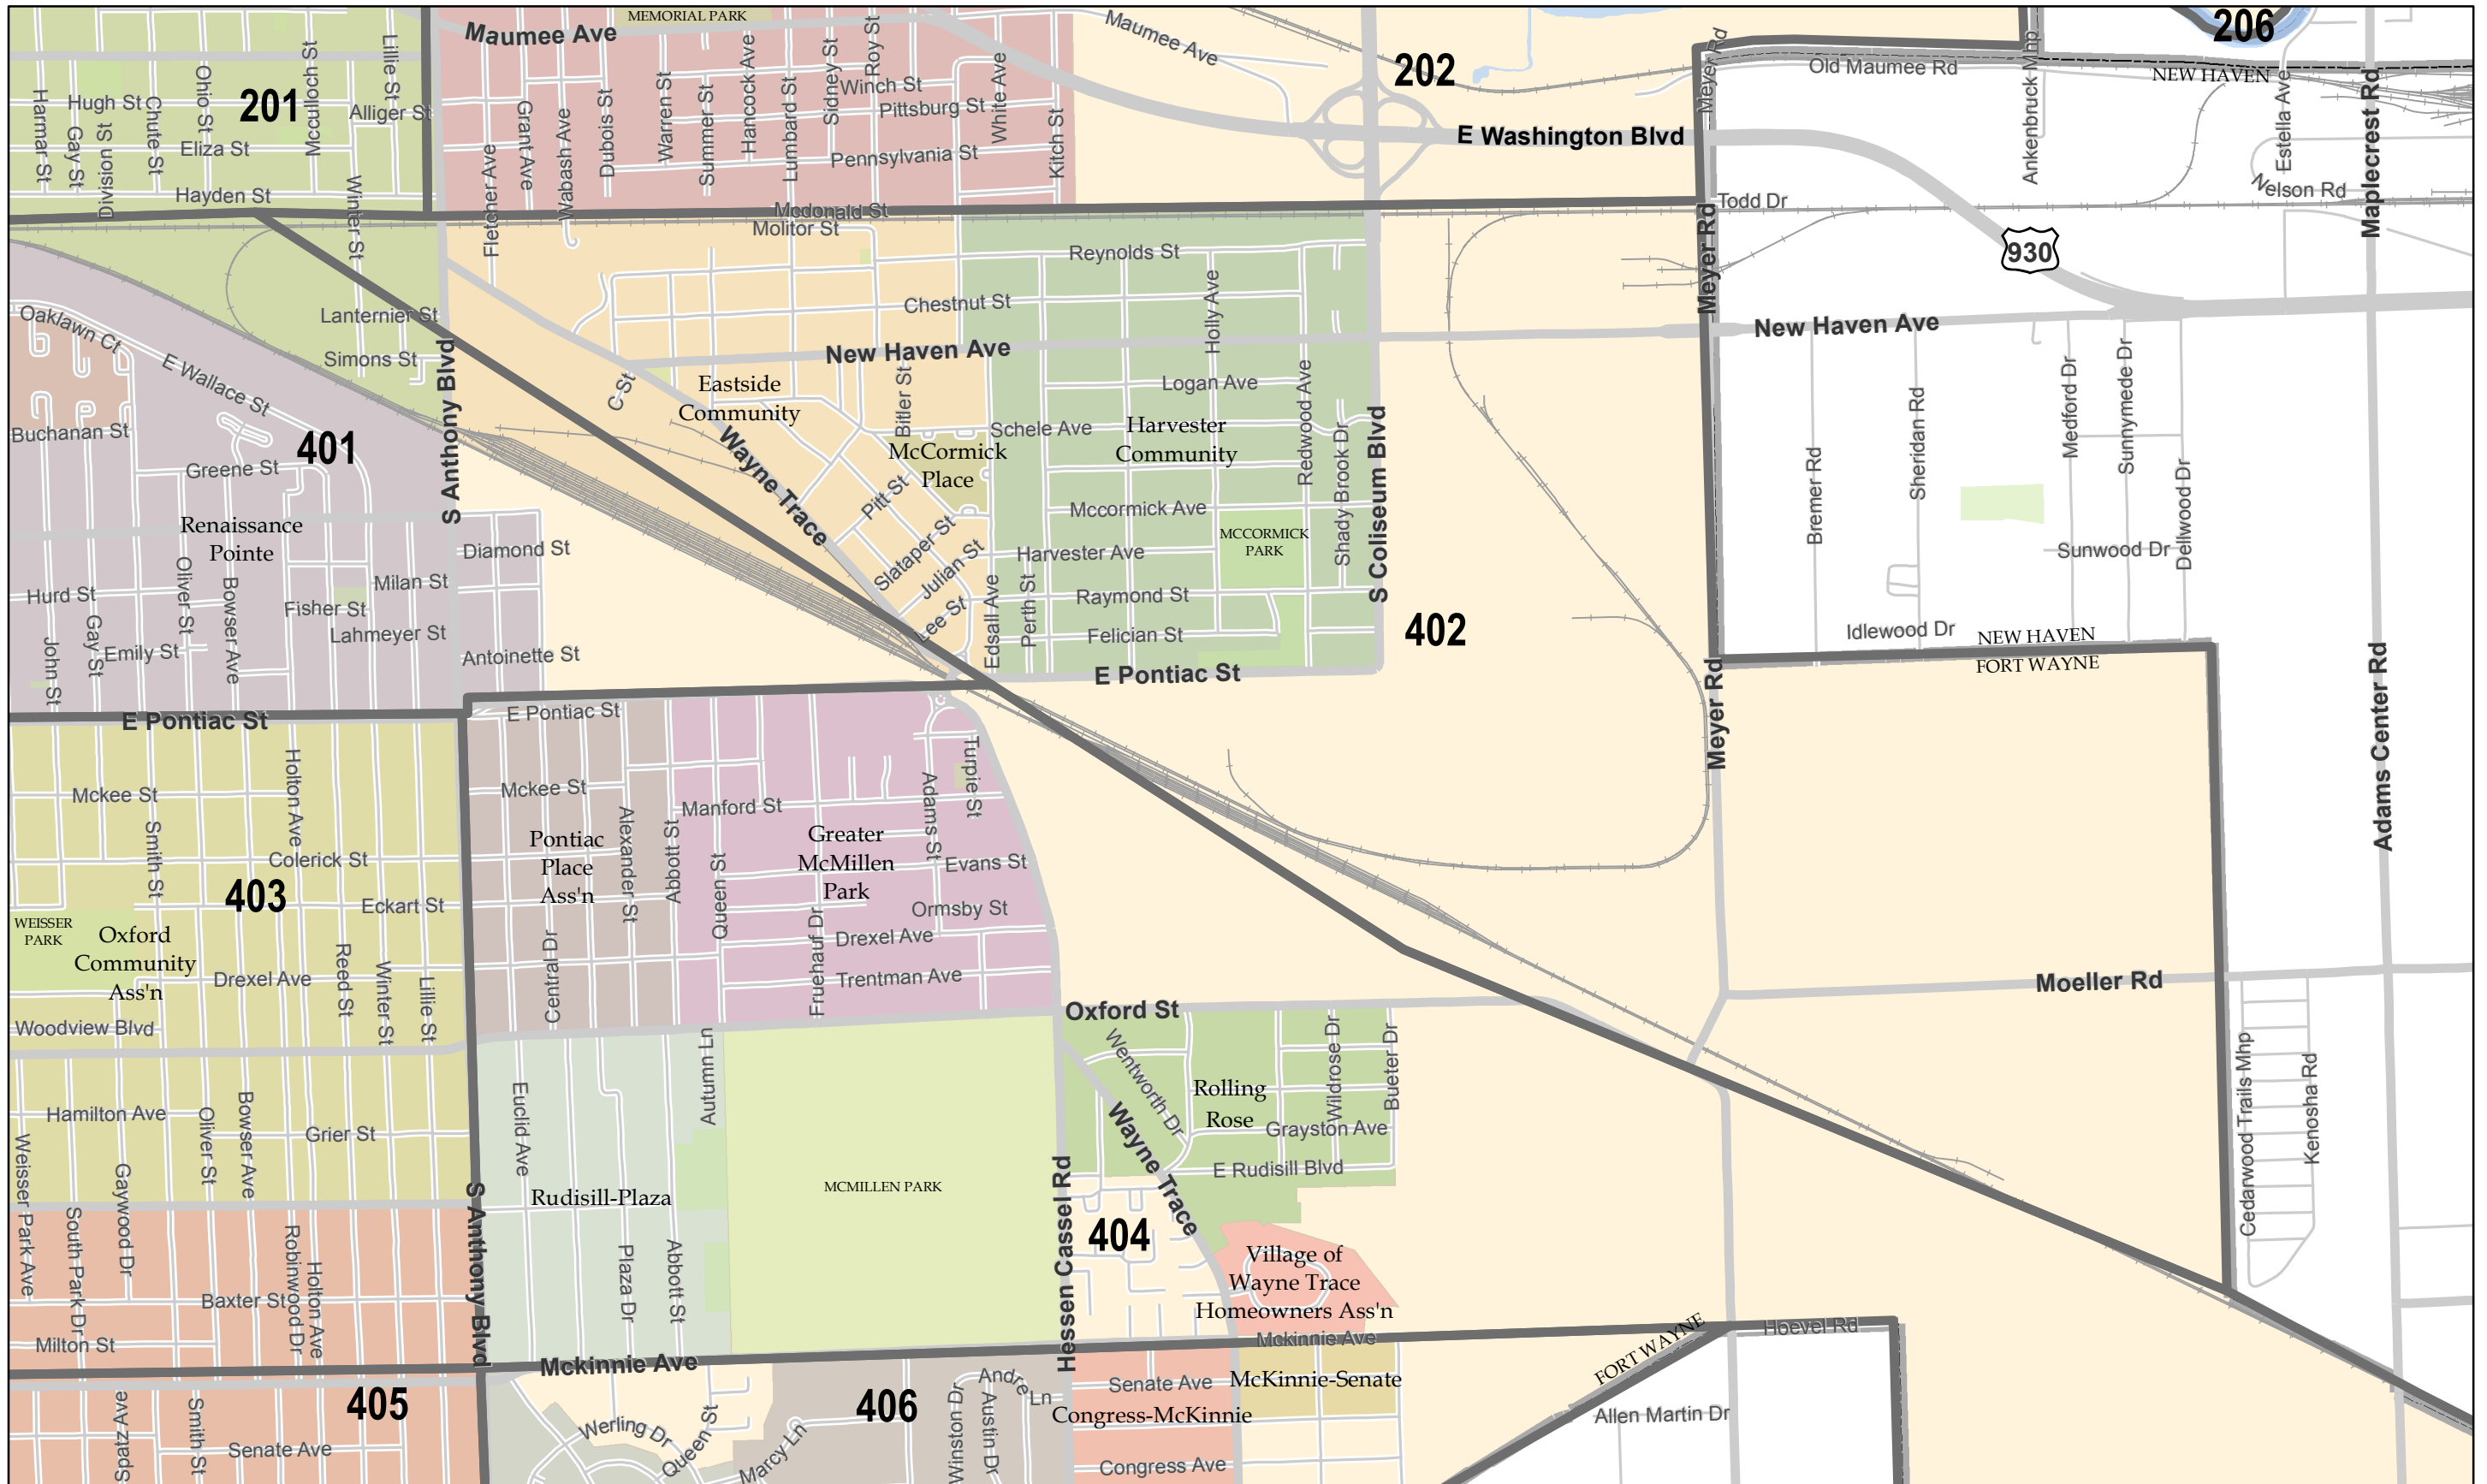 MEMORIAL PARK
Maumee Ave
Maumee Ave
206
202
201
Harmar St
Hugh St
Gay St
Division St
Chute St
Ohio St
Mcculloch St
Lillie St
Alliger St
Eliza St
Hayden St
Winter St
Fletcher Ave
Grant Ave
Wabash Ave
Dubois St
Warren St
Summer St
Hancock Ave
Lumbard St
Sidney St
Roy St
Winch St
Pittsburg St
White Ave
Pennsylvania St
Kitch St
E Washington Blvd
Meyer Rd
Old Maumee Rd
Ankenbruck Mhp
NEW HAVEN
Estella Ave
Nelson Rd
Maplecrest Rd
Todd Dr
Mcdonald St
Molitor St
930
Meyer Rd
Reynolds St
Chestnut St
Holly Ave
New Haven Ave
New Haven Ave
Oaklawn Ct
E Wallace St
Lanternier St
Simons St
S Anthony Blvd
C St
Eastside
Community
Bitler St
Wayne Trace
McCormick
Place
Schele Ave
Logan Ave
Harvester
Community
Redwood Ave
Shady Brook Dr
S Coliseum Blvd
Mccormick Ave
MCCORMICK
PARK
Harvester Ave
Raymond St
Felician St
Pitt St
Slataper St
Julian St
Lee St
Edsall Ave
Perth St
E Pontiac St
402
Bremer Rd
Sheridan Rd
Medford Dr
Sunnymede Dr
Dellwood Dr
Sunwood Dr
Idlewood Dr
NEW HAVEN
FORT WAYNE
Meyer Rd
Adams Center Rd
Buchanan St
401
Greene St
Renaissance
Pointe
Diamond St
Oliver St
Bowser Ave
Milan St
Hurd St
Fisher St
Lahmeyer St
John St
Gay St
Emily St
Antoinette St
E Pontiac St
E Pontiac St
Holton Ave
Mckee St
Smith St
Colerick St
403
Eckart St
WEISSER
PARK
Oxford
Community
Ass'n
Drexel Ave
Reed St
Winter St
Lillie St
Woodview Blvd
Mckee St
Alexander St
Pontiac
Place
Ass'n
Central Dr
Abbott St
Manford St
Queen St
Greater
McMillen
Park
Adams St
Turpie St
Evans St
Ormsby St
Fruehauf Dr
Drexel Ave
Trentman Ave
Oxford St
Moeller Rd
Hamilton Ave
Oliver St
Bowser Ave
Grier St
Weisser Park Ave
Gaywood Dr
South Park Dr
Robinwood Dr
Holton Ave
Baxter St
Milton St
S Anthony Blvd
Euclid Ave
Autumn Ln
Rudisill-Plaza
Plaza Dr
Abbott St
MCMILLEN PARK
Hessen Cassel Rd
Wentworth Dr
Wayne Trace
Rolling
Rose
Wildrose Dr
Bueter Dr
Grayston Ave
E Rudisill Blvd
404
Village of
Wayne Trace
Homeowners Ass'n
Mckinnie Ave
Cedarwood Trails Mhp
Kenosha Rd
Hoevel Rd
FORT WAYNE
Allen Martin Dr
Mckinnie Ave
405
Spatz Ave
Smith St
Senate Ave
Werling Dr
Queen St
Marcy Ln
406
Winston Dr
Austin Dr
Andre Ln
Senate Ave
McKinnie-Senate
Congress-McKinnie
Congress Ave